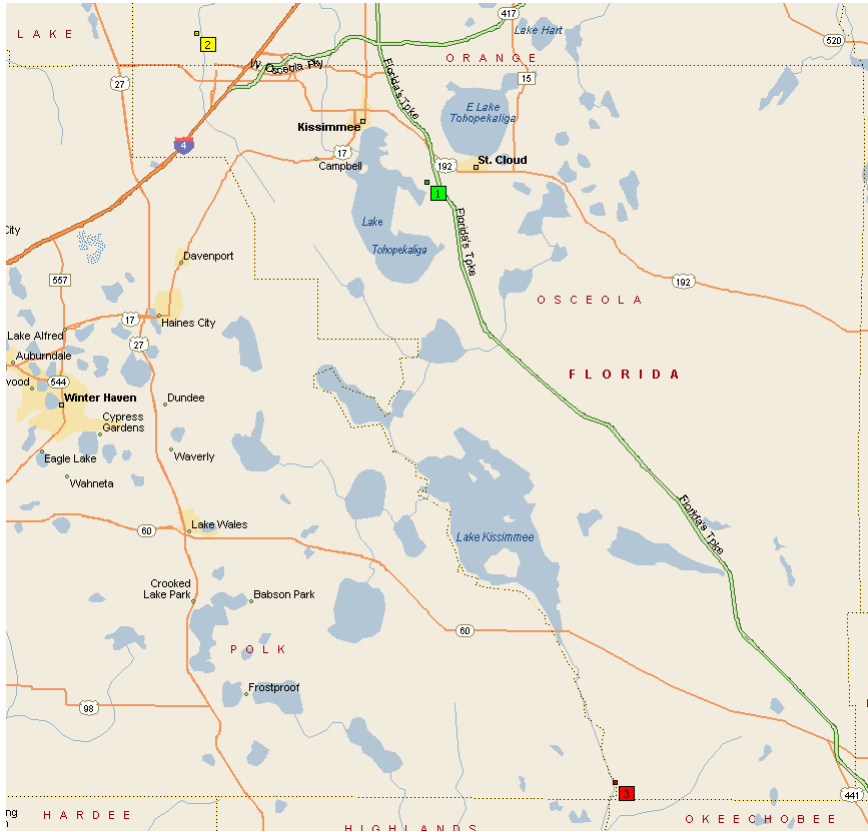 417
Lake Hart
LAKE
2
520
ORANGE
W Osceola Pky
Florida's Tpke
27
15
E Lake
Tohopekaliga
Kissimmee
4
17
192
St. Cloud
Campbell
1
Lake
Tohopekaliga
Florida's Tpke
City
Davenport
557
192
OSCEOLA
17
Haines City
Lake Alfred
27
Auburndale
FLORIDA
wood
544
Winter Haven
Dundee
Cypress
Gardens
Eagle Lake
Waverly
Wahneta
Florida's Tpke
Lake Wales
60
Lake Kissimmee
Crooked
Lake Park
Babson Park
60
POLK
Frostproof
98
3
441
ng
HARDEE
OKEECHOBEE
HIGHLANDS